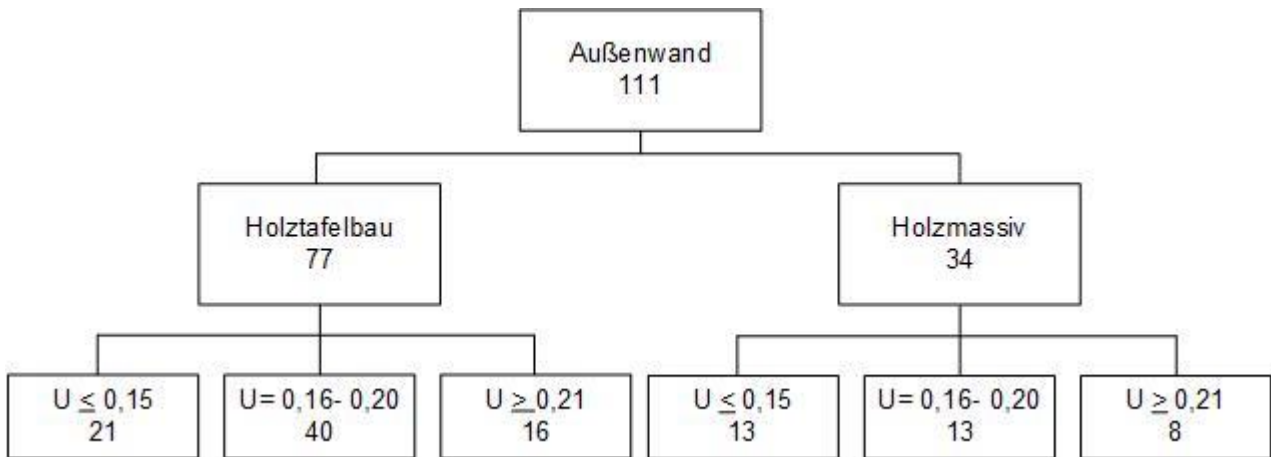 Außenwand
111
Holztafelbau
77
Holzmassiv
34
U ≤ 0,15
21
U= 0,16- 0,20
40
U ≥ 0,21
16
U ≤ 0,15
13
U= 0,16- 0,20
13
U ≥ 0,21
8